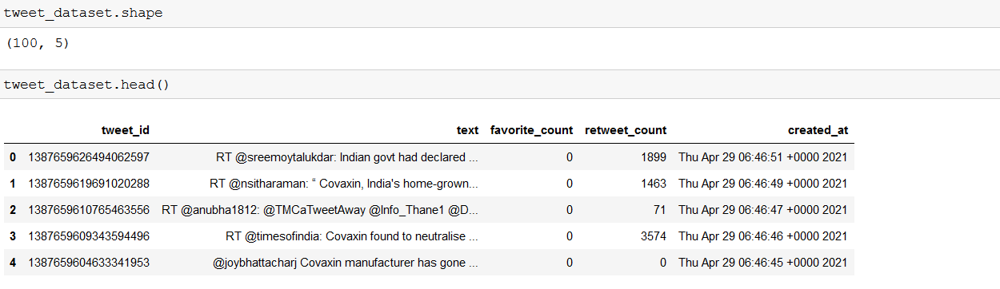 tweet_dataset.shape
(100, 5)
tweet_dataset.head()
tweet_id text favorite_count retweet_count created_at
0 1387659626494062597 RT @sreemoytalukdar: Indian govt had declared ... 0 1899 Thu Apr 29 06:46:51 +0000 2021
1 1387659619691020288 RT @nsitharaman: “ Covaxin, India's home-grown... 0 1463 Thu Apr 29 06:46:49 +0000 2021
2 1387659610765463556 RT @anubha1812: @TMCaTweetAway @Info_Thane1 @D... 0 71 Thu Apr 29 06:46:47 +0000 2021
3 1387659609343594496 RT @timesofindia: Covaxin found to neutralise ... 0 3574 Thu Apr 29 06:46:46 +0000 2021
4 1387659604633341953 @joybhattacharj Covaxin manufacturer has gone ... 0 0 Thu Apr 29 06:46:45 +0000 2021